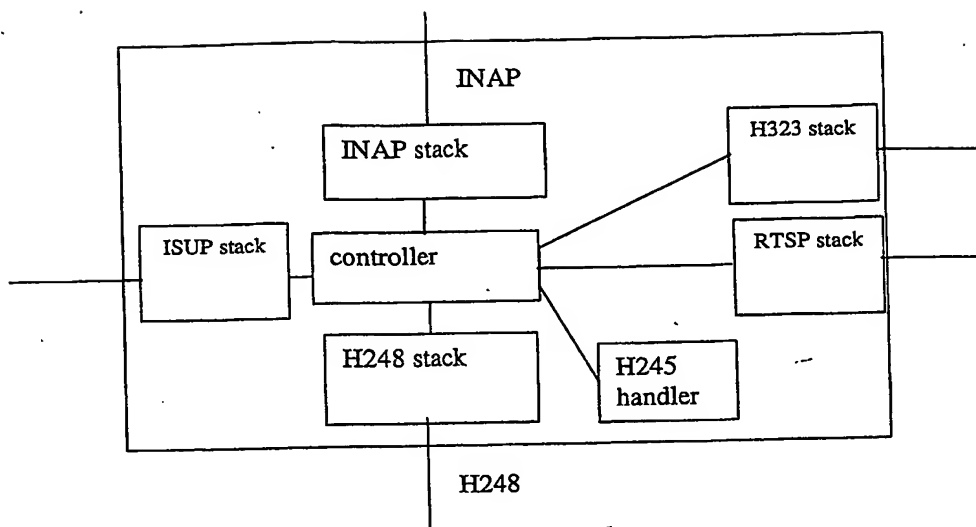 INAP
H323 stack
INAP stack
ISUP stack
controller
RTSP stack
H248 stack
H245
handler
H248